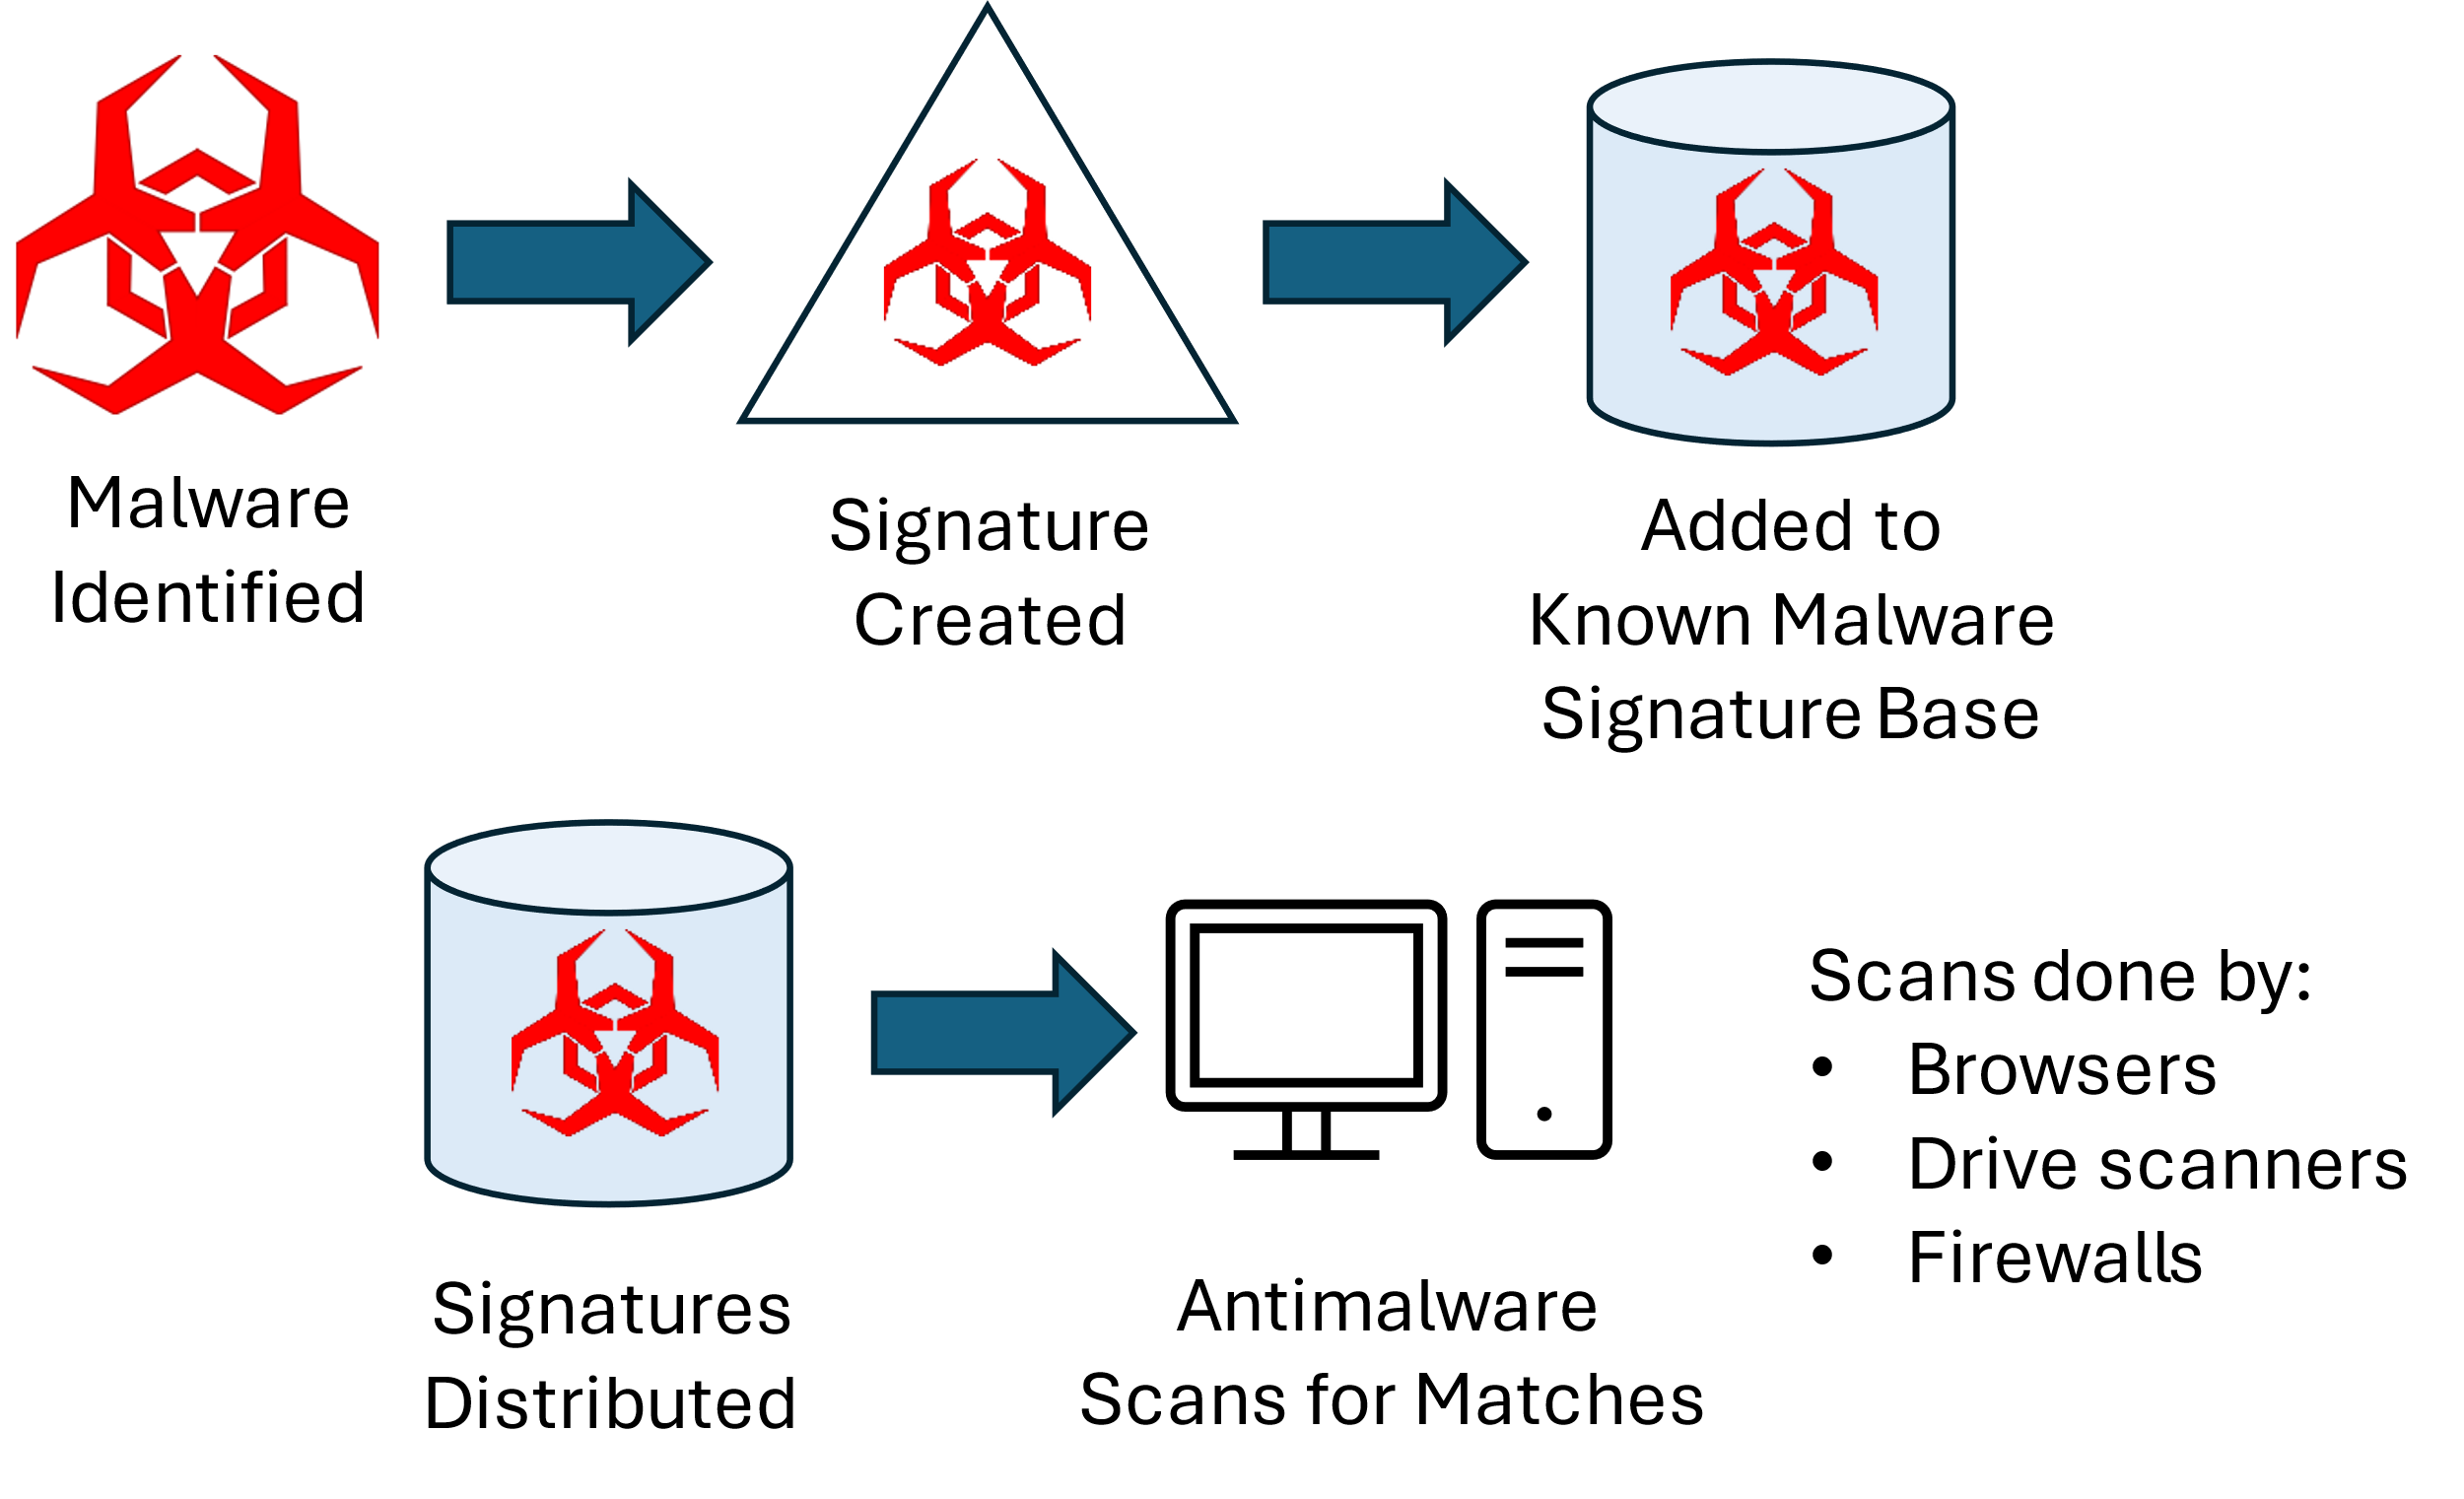 Malware
Identified
Signature
Created
Added to
Known Malware
Signature Base
Signatures
Distributed
Antimalware
Scans for Matches
Scans done by:
• Browsers
• Drive scanners
• Firewalls